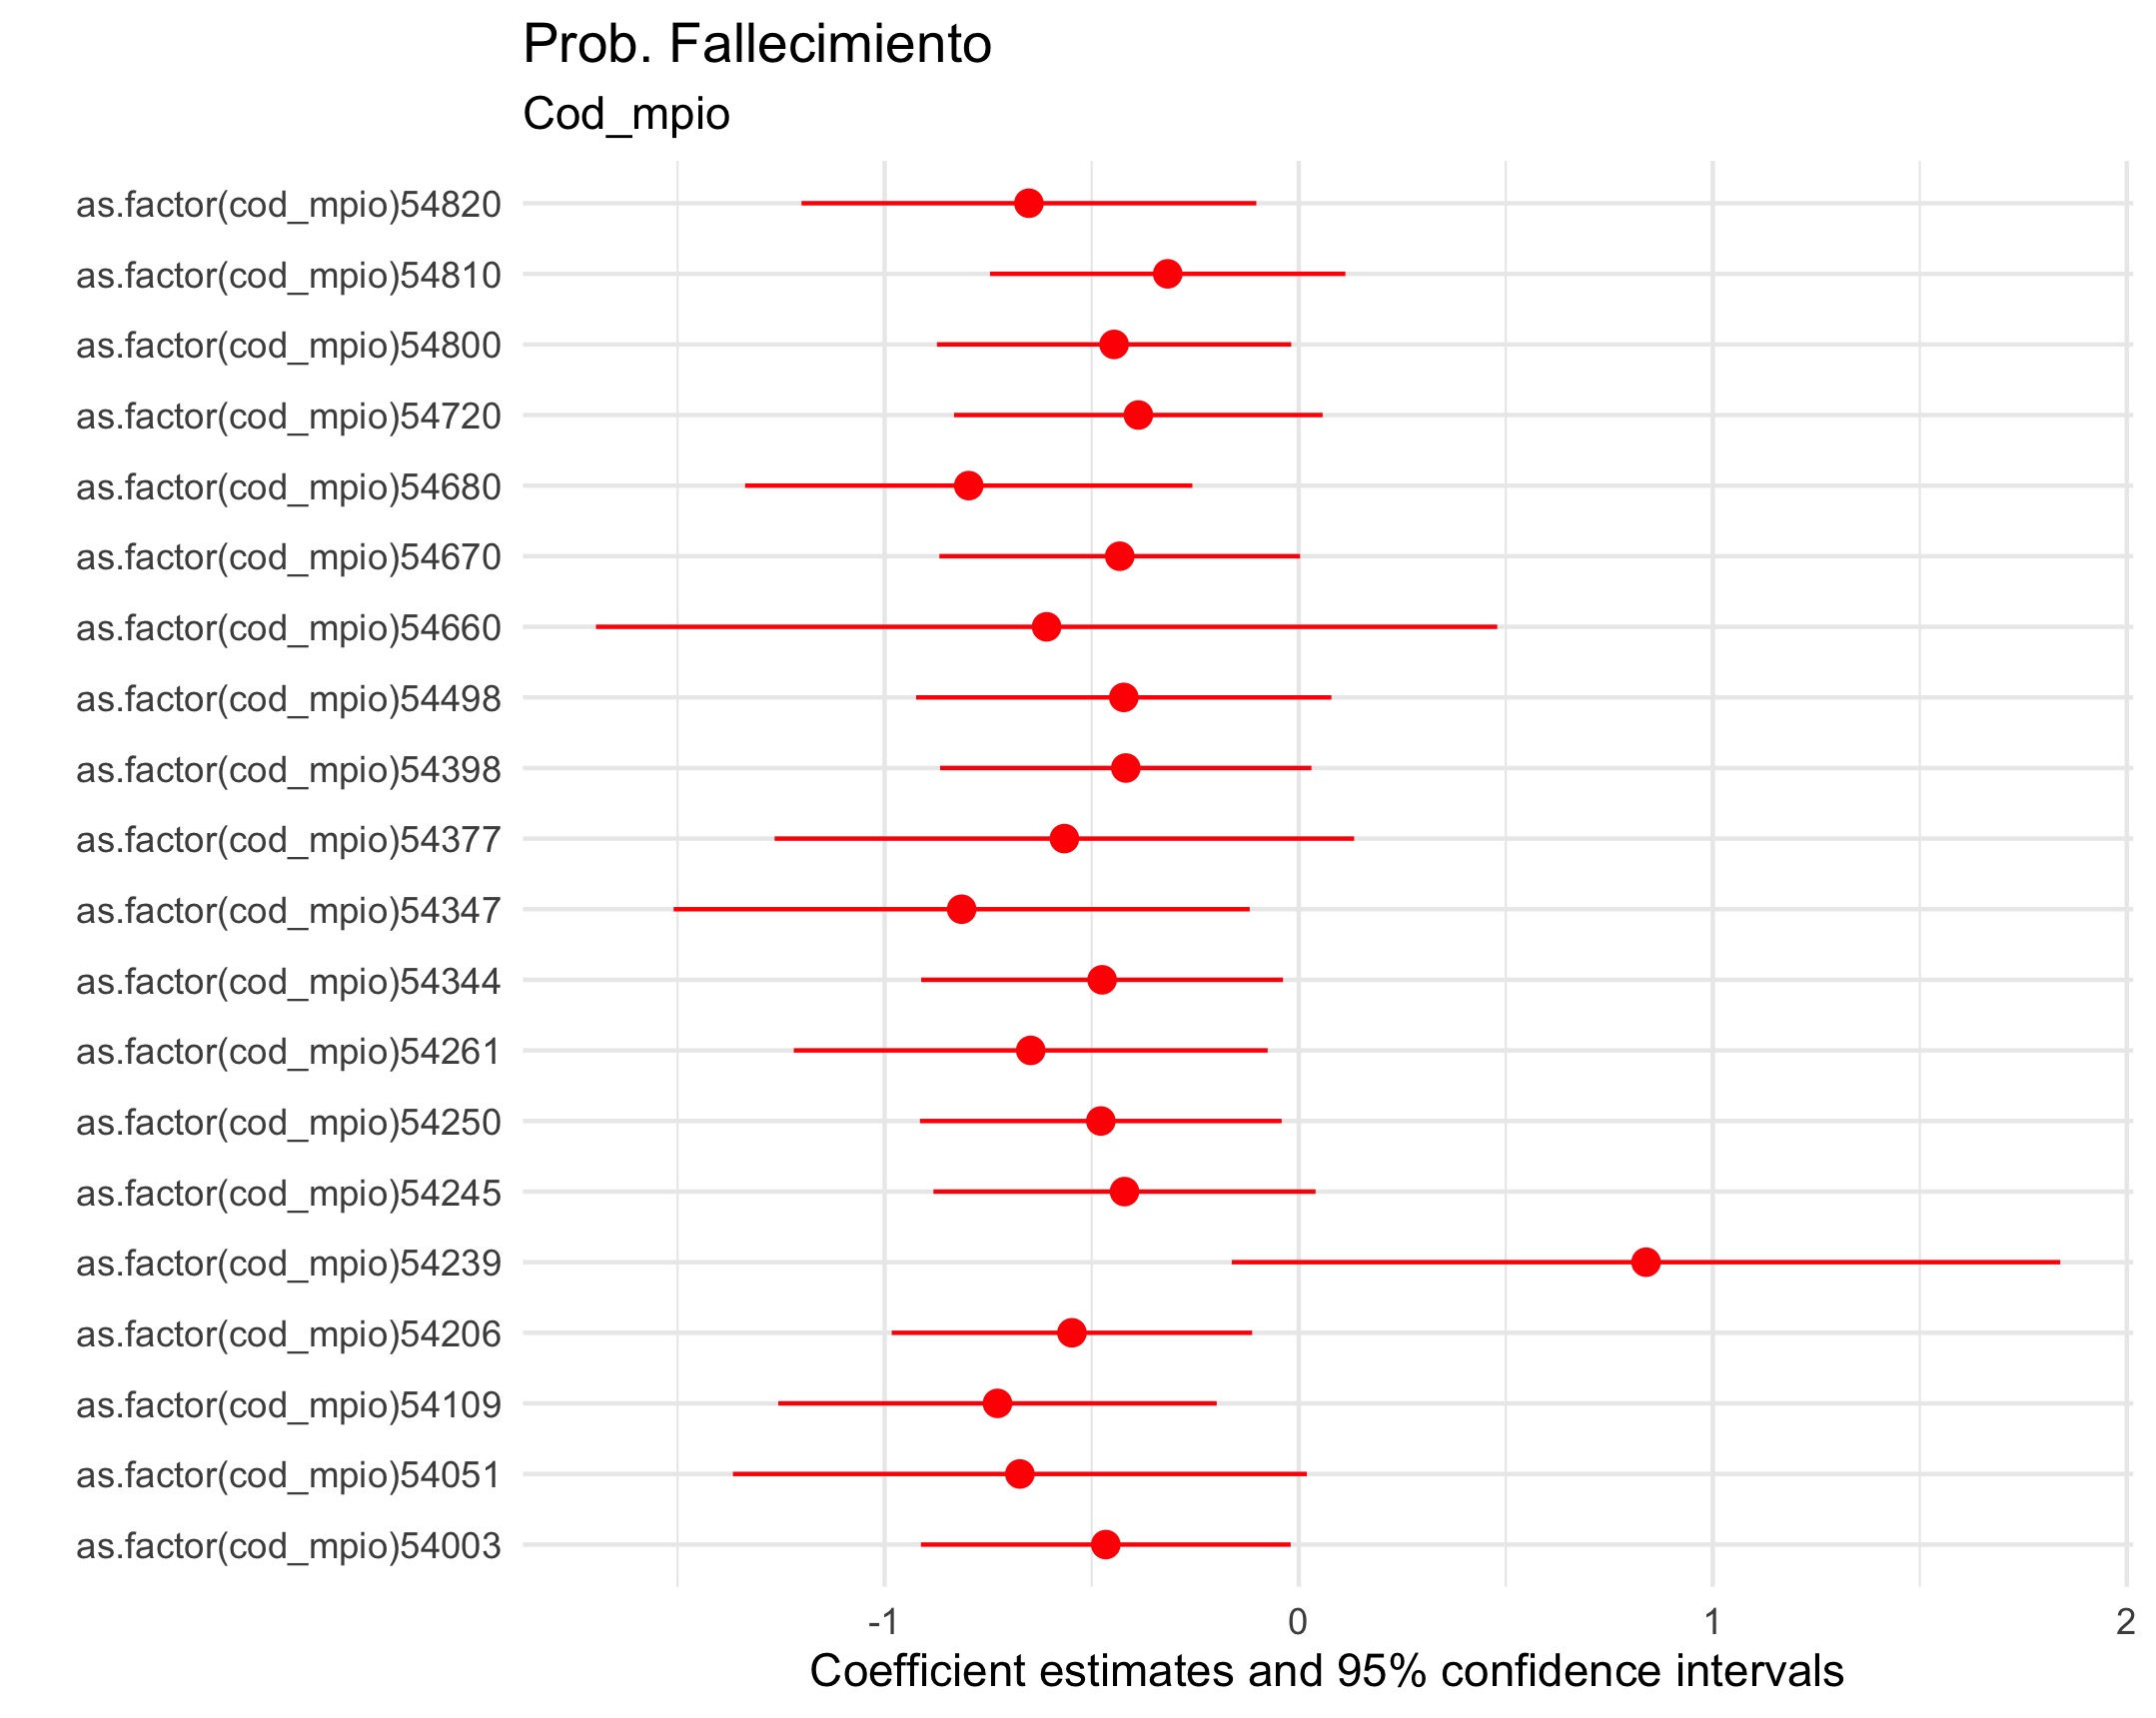 Prob. Fallecimiento
Cod_mpio
as.factor(cod_mpio)54820
as.factor(cod_mpio)54810
as.factor(cod_mpio)54800
as.factor(cod_mpio)54720
as.factor(cod_mpio)54680
as.factor(cod_mpio)54670
as.factor(cod_mpio)54660
as.factor(cod_mpio)54498
as.factor(cod_mpio)54398
as.factor(cod_mpio)54377
as.factor(cod_mpio)54347
as.factor(cod_mpio)54344
as.factor(cod_mpio)54261
as.factor(cod_mpio)54250
as.factor(cod_mpio)54245
as.factor(cod_mpio)54239
as.factor(cod_mpio)54206
as.factor(cod_mpio)54109
as.factor(cod_mpio)54051
as.factor(cod_mpio)54003
-1 0 1 2
Coefficient estimates and 95% confidence intervals